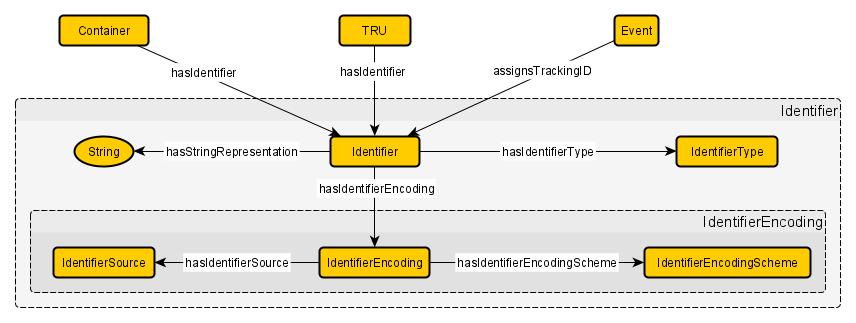 Container
TRU
Event
hasIdentifier
hasIdentifier
assignsTrackingID
Identifier
String
hasStringRepresentation
Identifier
hasIdentifierType
IdentifierType
hasIdentifierEncoding
IdentifierEncoding
IdentifierSource
hasIdentifierSource
IdentifierEncoding
hasIdentifierEncodingScheme
IdentifierEncodingScheme